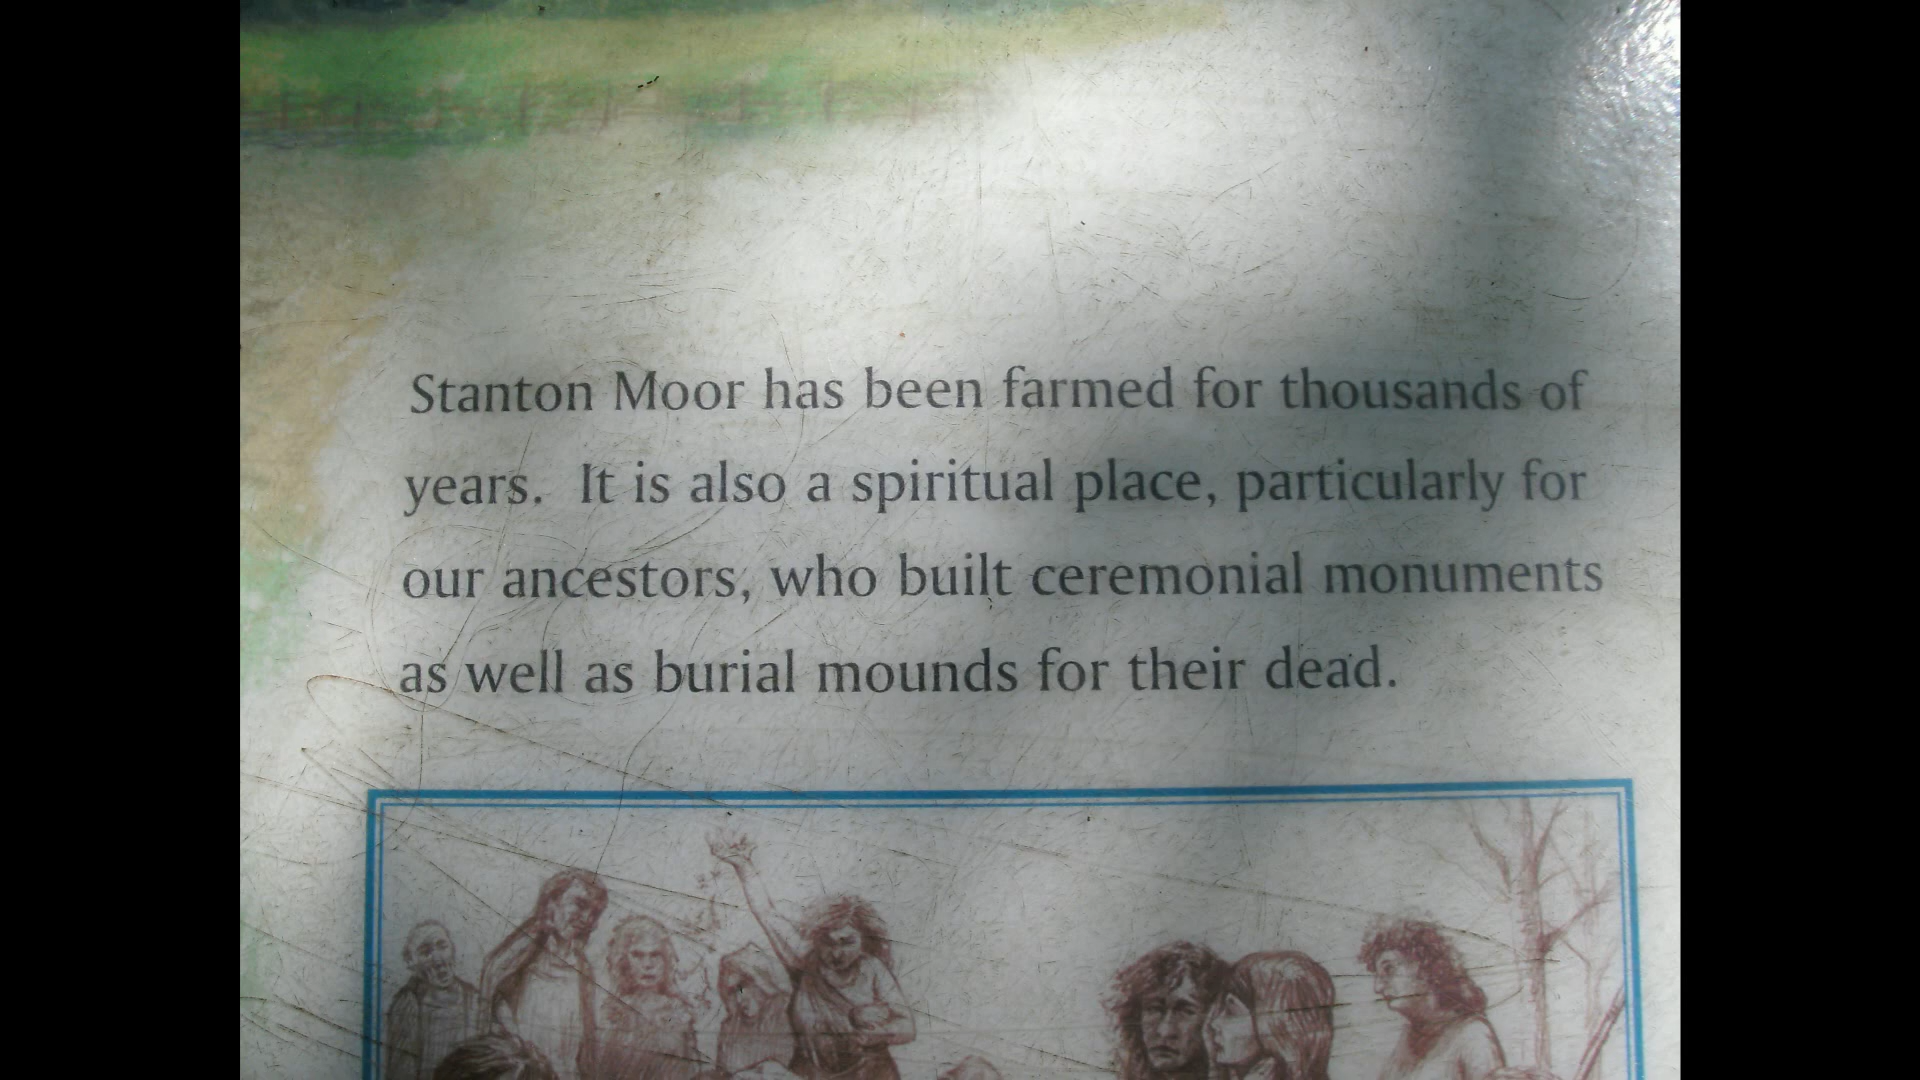 Stanton Moor has been farmed for thousands of
years. It is also a spiritual place, particularly for
our ancestors, who built ceremonial monuments
as well as burial mounds for their dead.